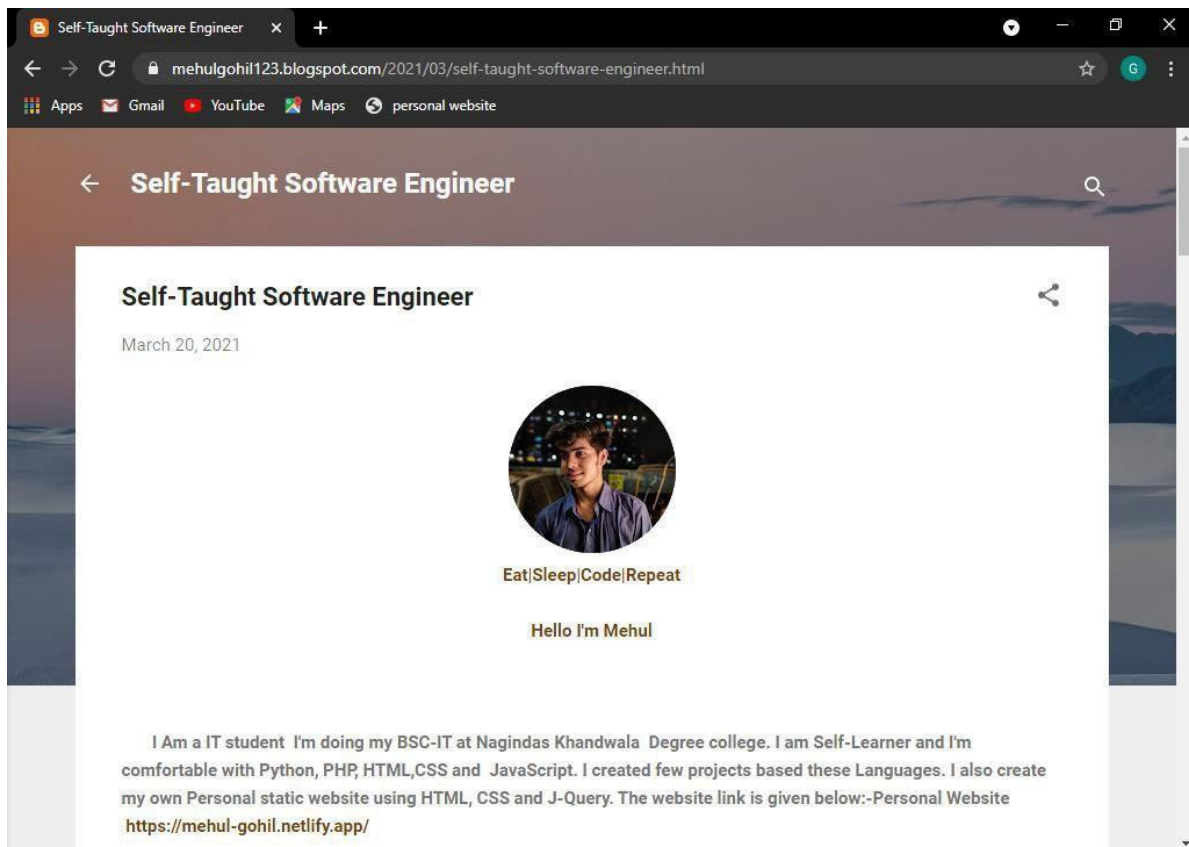 Self-Taught Software Engineer
mehulgohil123.blogspot.com/2021/03/self-taught-software-engineer.html
G
Apps Gmail YouTube Maps personal website
Self-Taught Software Engineer
Self-Taught Software Engineer
March 20, 2021
Eat|Sleep|Code|Repeat
Hello I'm Mehul
I Am a IT student I'm doing my BSC-IT at Nagindas Khandwala Degree college. I am Self-Learner and I'm
comfortable with Python, PHP, HTML,CSS and JavaScript. I created few projects based these Languages. I also create
my own Personal static website using HTML, CSS and J-Query. The website link is given below:-Personal Website
https://mehul-gohil.netlify.app/